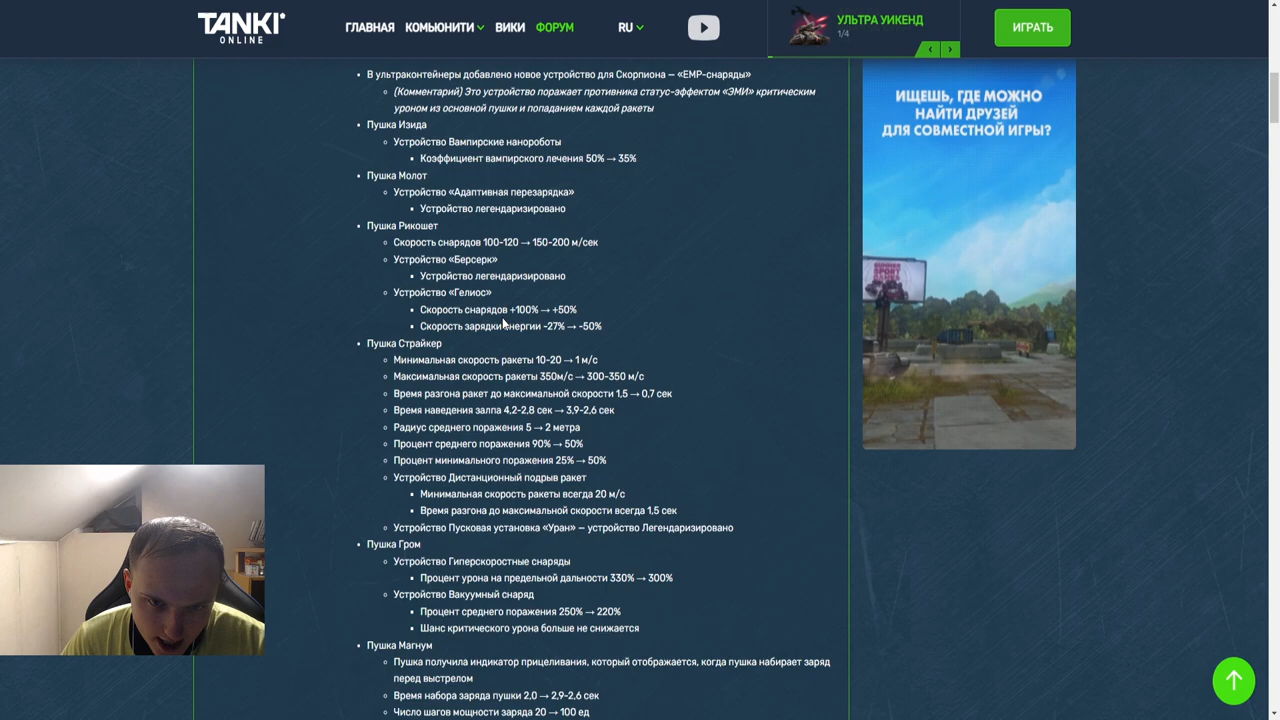 TANKI
ONLINE
ГЛАВНАЯ
КОМЬЮНИТИ
ВИКИ
ФОРУМ
RU
УЛЬТРА УИКЕНД
1/4
ИГРАТЬ
В ультраконтейнеры добавлено новое устройство для Скорпиона — «EMP-снаряды»
(Комментарий) Это устройство поражает противника статус-эффектом «ЭМИ» критическим
уроном из основной пушки и попаданием каждой ракеты
Пушка Изида
Устройство Вампирские нанороботы
Коэффициент вампирского лечения 50% → 35%
Пушка Молот
Устройство «Адаптивная перезарядка»
Устройство легендаризировано
Пушка Рикошет
Скорость снарядов 100-120 → 150-200 м/сек
Устройство «Берсерк»
Устройство легендаризировано
Устройство «Гелиос»
Скорость снарядов +100% → +50%
Скорость зарядки энергии -27% → -50%
Пушка Страйкер
Минимальная скорость ракеты 10-20 → 1 м/с
Максимальная скорость ракеты 350м/с → 300-350 м/с
Время разгона ракет до максимальной скорости 1,5 → 0,7 сек
Время наведения залпа 4,2-2,8 сек → 3,9-2,6 сек
Радиус среднего поражения 5 → 2 метра
Процент среднего поражения 90% → 50%
Процент минимального поражения 25% → 50%
Устройство Дистанционный подрыв ракет
Минимальная скорость ракеты всегда 20 м/с
Время разгона до максимальной скорости всегда 1,5 сек
Устройство Пусковая установка «Уран» — устройство Легендаризировано
Пушка Гром
Устройство Гиперскоростные снаряды
Процент урона на предельной дальности 330% → 300%
Устройство Вакуумный снаряд
Процент среднего поражения 250% → 220%
Шанс критического урона больше не снижается
Пушка Магнум
Пушка получила индикатор прицеливания, который отображается, когда пушка набирает заряд
перед выстрелом
Время набора заряда пушки 2,0 → 2,9-2,6 сек
Число шагов мощности заряда 20 → 100 ед
ИЩЕШЬ, ГДЕ МОЖНО
НАЙТИ ДРУЗЕЙ
ДЛЯ СОВМЕСТНОЙ ИГРЫ?